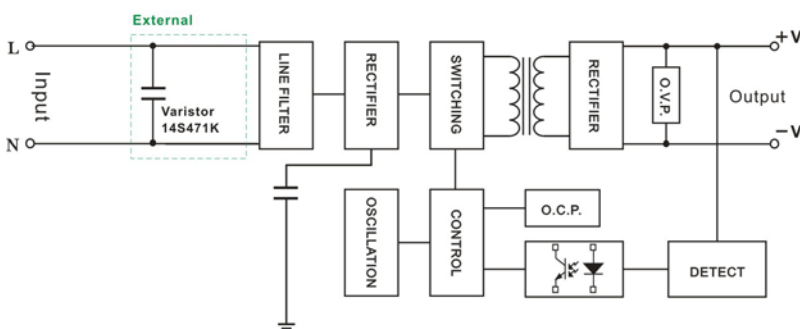 External
L
Input
N
Varistor
14S471K
LINE FILTER
RECTIFIER
SWITCHING
RECTIFIER
O.V.P.
+V
Output
−V
OSCILLATION
CONTROL
O.C.P.
DETECT